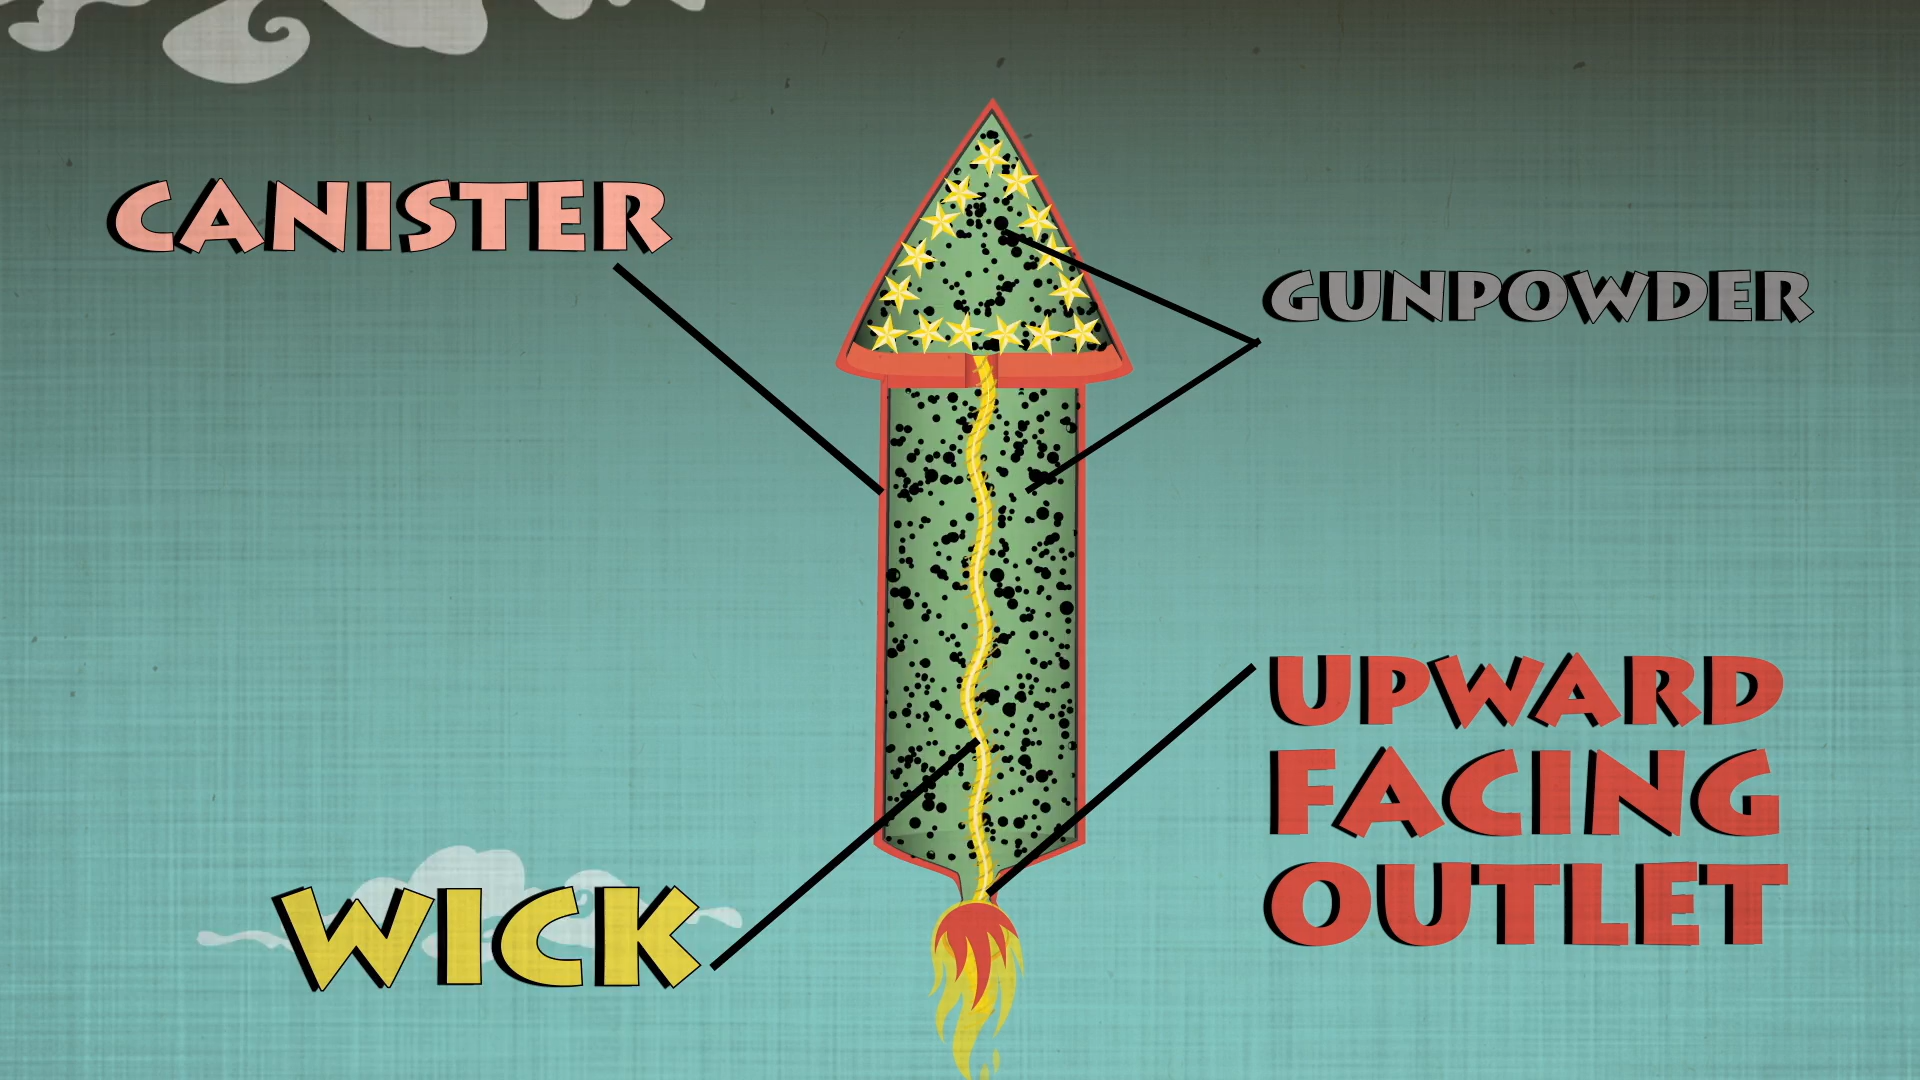 CANISTER
GUNPOWDER
UPWARD
FACING
OUTLET
WICK